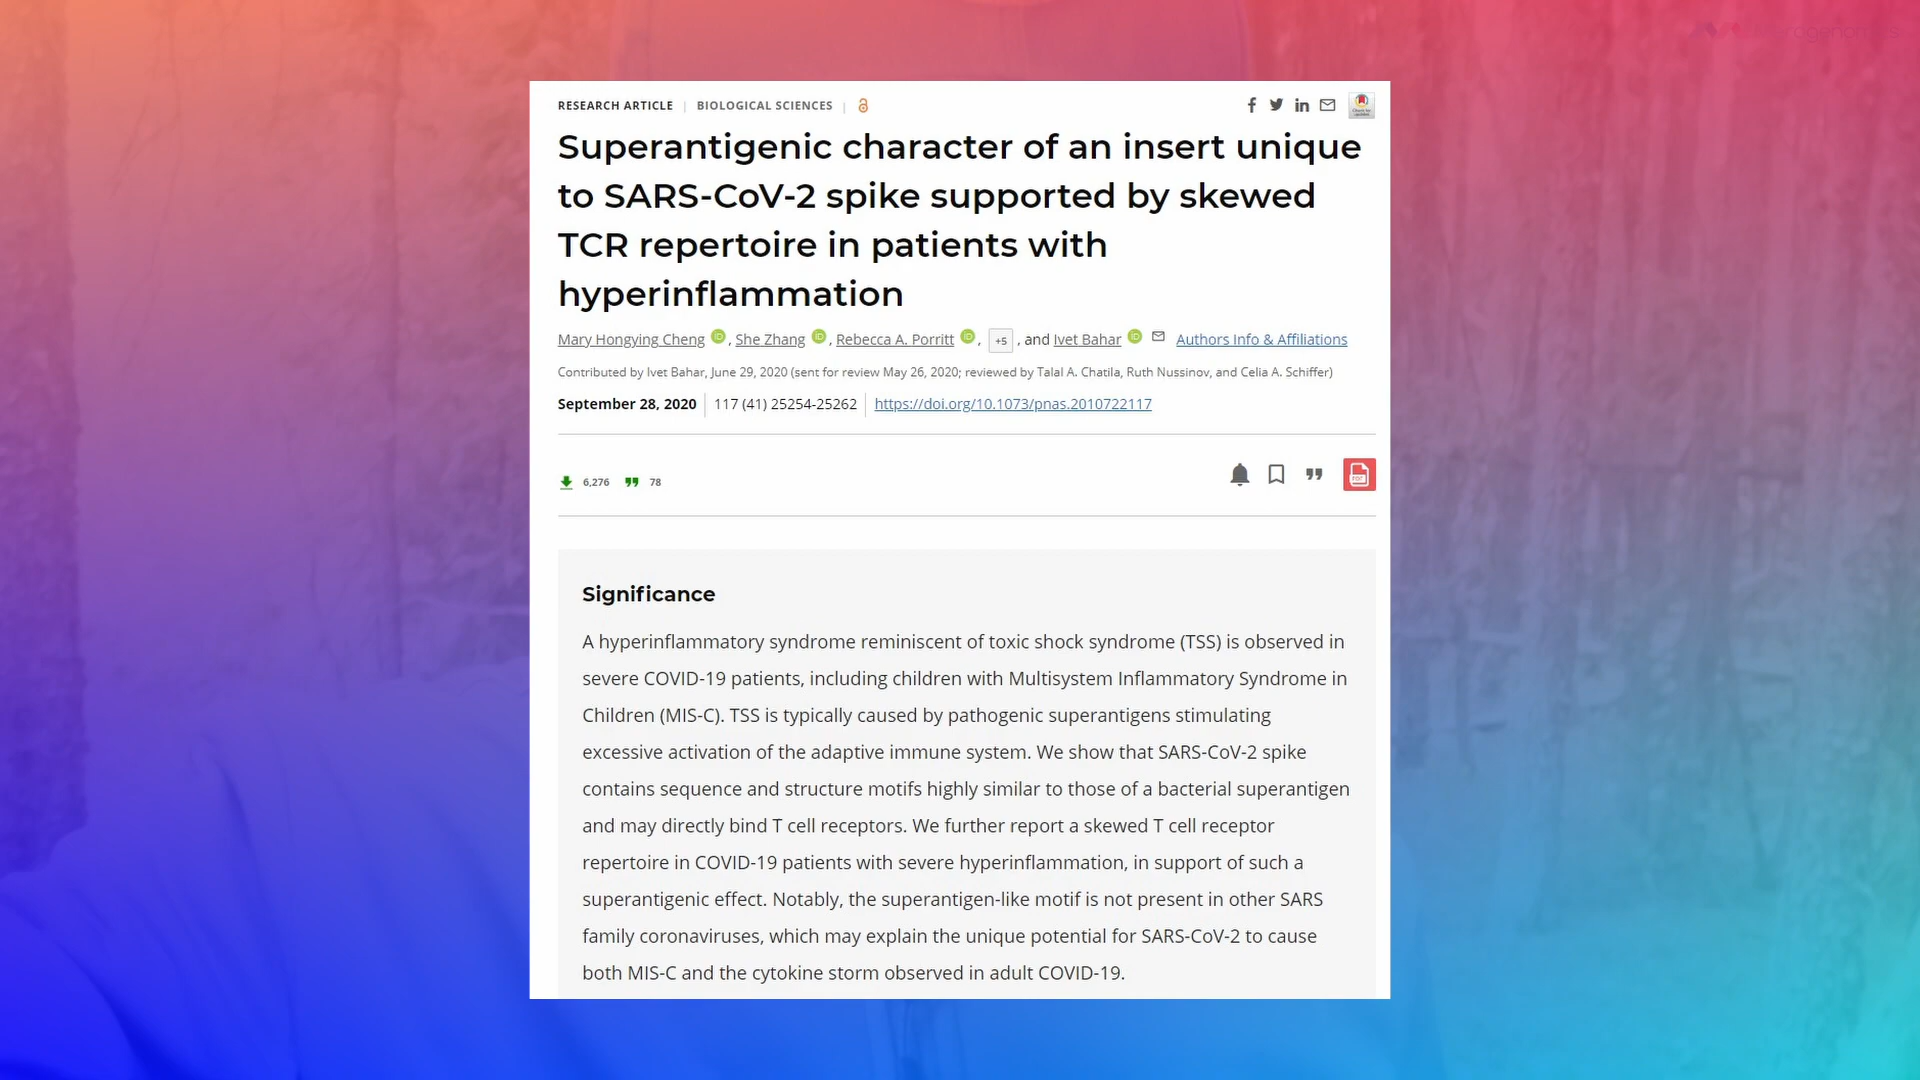 RESEARCH ARTICLE | BIOLOGICAL SCIENCES |
Superantigenic character of an insert unique
to SARS-CoV-2 spike supported by skewed
TCR repertoire in patients with
hyperinflammation
Mary Hongying Cheng iD, She Zhang iD, Rebecca A. Porritt iD, +5, and Ivet Bahar iD Authors Info & Affiliations
Contributed by Ivet Bahar, June 29, 2020 (sent for review May 26, 2020; reviewed by Talal A. Chatila, Ruth Nussinov, and Celia A. Schiffer)
September 28, 2020 | 117 (41) 25254-25262 | https://doi.org/10.1073/pnas.2010722117
6,276 78
Significance
A hyperinflammatory syndrome reminiscent of toxic shock syndrome (TSS) is observed in
severe COVID-19 patients, including children with Multisystem Inflammatory Syndrome in
Children (MIS-C). TSS is typically caused by pathogenic superantigens stimulating
excessive activation of the adaptive immune system. We show that SARS-CoV-2 spike
contains sequence and structure motifs highly similar to those of a bacterial superantigen
and may directly bind T cell receptors. We further report a skewed T cell receptor
repertoire in COVID-19 patients with severe hyperinflammation, in support of such a
superantigenic effect. Notably, the superantigen-like motif is not present in other SARS
family coronaviruses, which may explain the unique potential for SARS-CoV-2 to cause
both MIS-C and the cytokine storm observed in adult COVID-19.